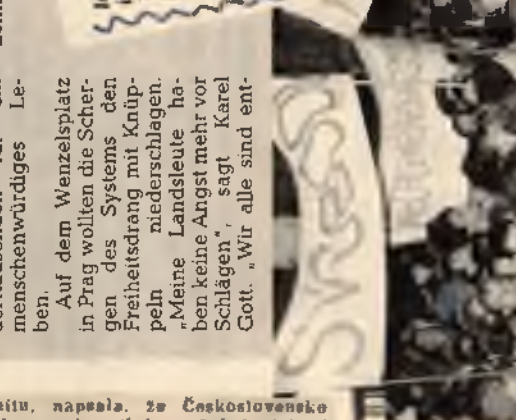 menschenwürdiges Le-
ben.
Auf dem Wenzelsplatz
in Prag wollten die Scher-
gen des Systems den
Freiheitsdrang mit Knüp-
peln niederschlagen.
„Meine Landsleute ha-
ben keine Angst mehr vor
Schlägen“, sagt Karel
Gott. „Wir alle sind ent-
napsala, že Československo